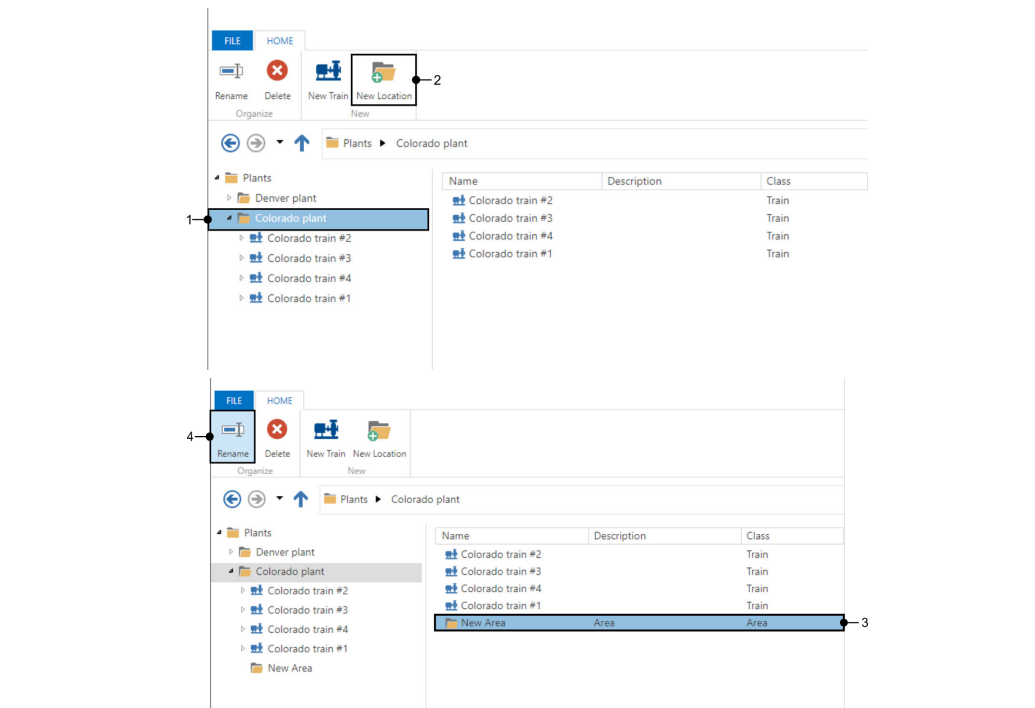 FILE HOME
Rename Delete New Train New Location
Organize New
2
Plants Colorado plant
Plants
Denver plant
1
Colorado plant
Colorado train #2
Colorado train #3
Colorado train #4
Colorado train #1
Name Description Class
Colorado train #2 Train
Colorado train #3 Train
Colorado train #4 Train
Colorado train #1 Train
FILE HOME
4
Rename Delete New Train New Location
Organize New
Plants Colorado plant
Plants
Denver plant
Colorado plant
Colorado train #2
Colorado train #3
Colorado train #4
Colorado train #1
New Area
Name Description Class
Colorado train #2 Train
Colorado train #3 Train
Colorado train #4 Train
Colorado train #1 Train
New Area Area Area
3